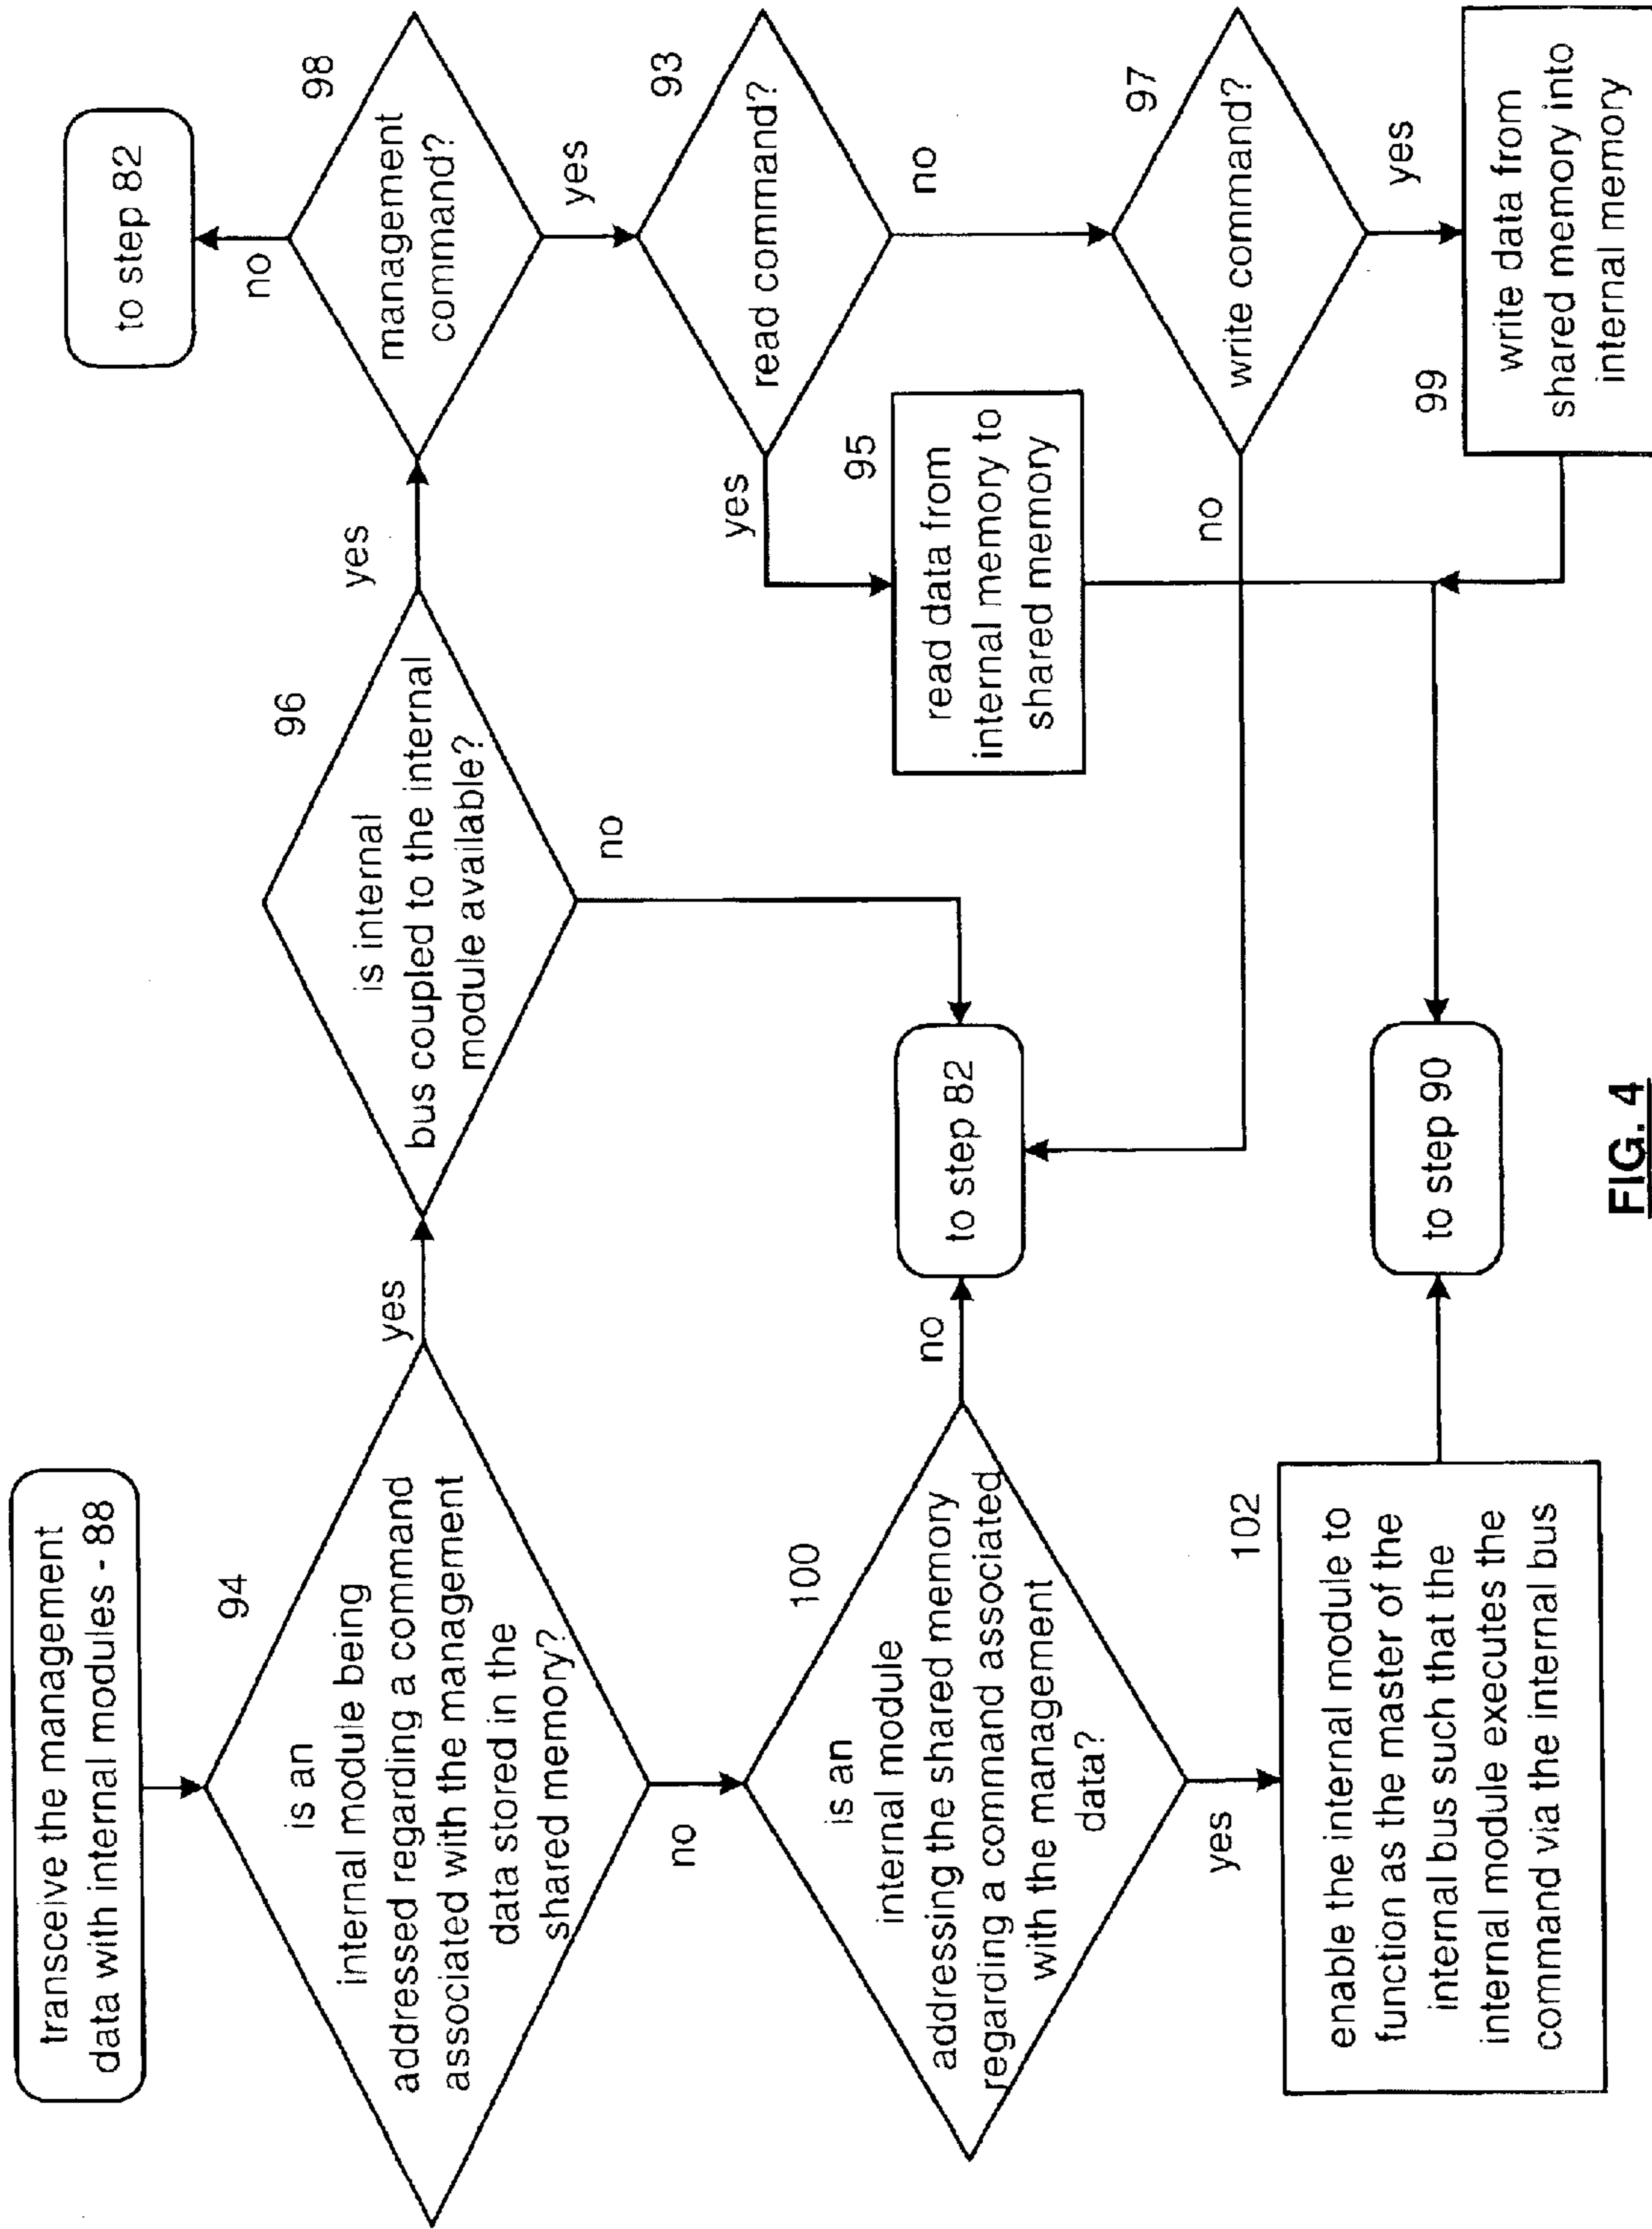 transceive the management
data with internal modules - 88
94
is an
internal module being
addressed regarding a command
associated with the management
data stored in the
shared memory?
yes
no
96
is internal
bus coupled to the internal
module available?
yes
no
98
management
command?
no
to step 82
yes
93
read command?
yes
no
95
read data from
internal memory to
shared memory
97
write command?
no
yes
99
write data from
shared memory into
internal memory
100
is an
internal module
addressing the shared memory
regarding a command associated
with the management
data?
no
to step 82
yes
102
enable the internal module to
function as the master of the
internal bus such that the
internal module executes the
command via the internal bus
to step 90
FIG. 4